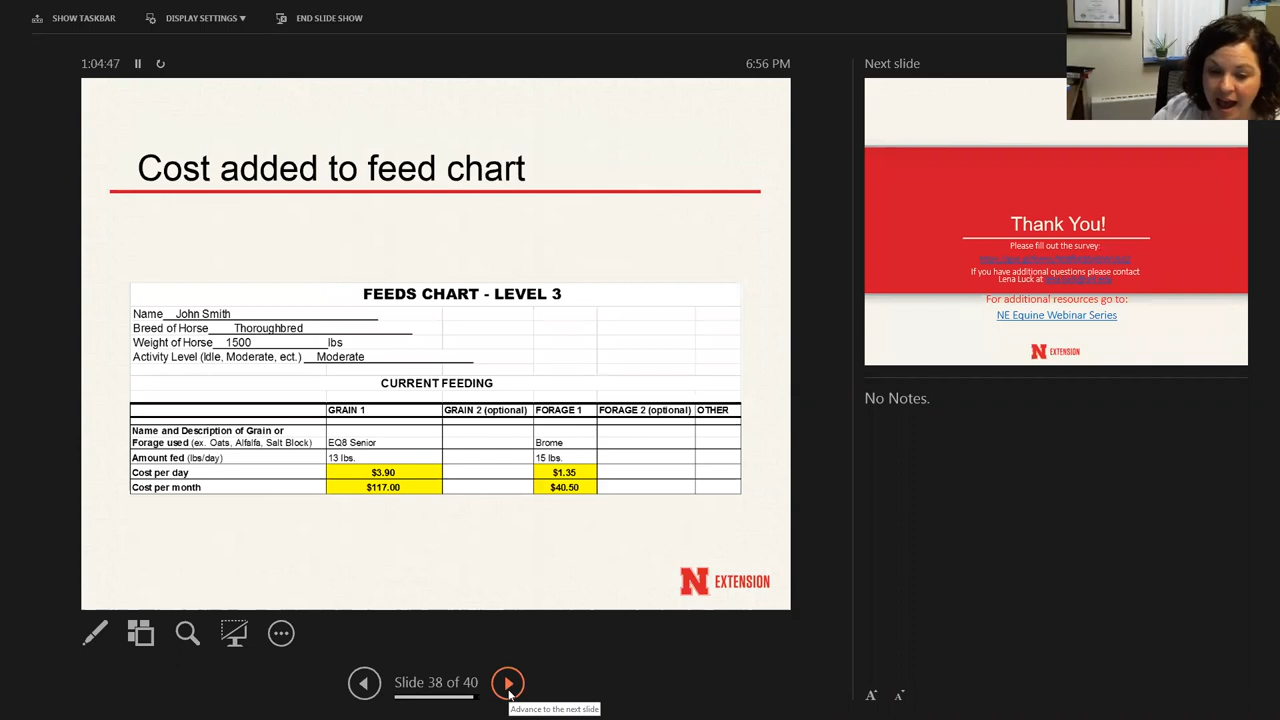 SHOW TASKBAR
DISPLAY SETTINGS ▼
END SLIDE SHOW
1:04:47
6:56 PM
Cost added to feed chart
FEEDS CHART - LEVEL 3
Name John Smith
Breed of Horse Thoroughbred
Weight of Horse 1500 lbs
Activity Level (Idle, Moderate, ect.) Moderate
CURRENT FEEDING
GRAIN 1 GRAIN 2 (optional) FORAGE 1 FORAGE 2 (optional) OTHER
Name and Description of Grain or
Forage used (ex. Oats, Alfalfa, Salt Block) EQ8 Senior Brome
Amount fed (lbs/day) 13 lbs. 15 lbs.
Cost per day $3.90 $1.35
Cost per month $117.00 $40.50
N EXTENSION
Slide 38 of 40
Advance to the next slide
Next slide
Thank You!
Please fill out the survey:
If you have additional questions please contact
Lena Luck at
For additional resources go to:
NE Equine Webinar Series
N EXTENSION
No Notes.
A A